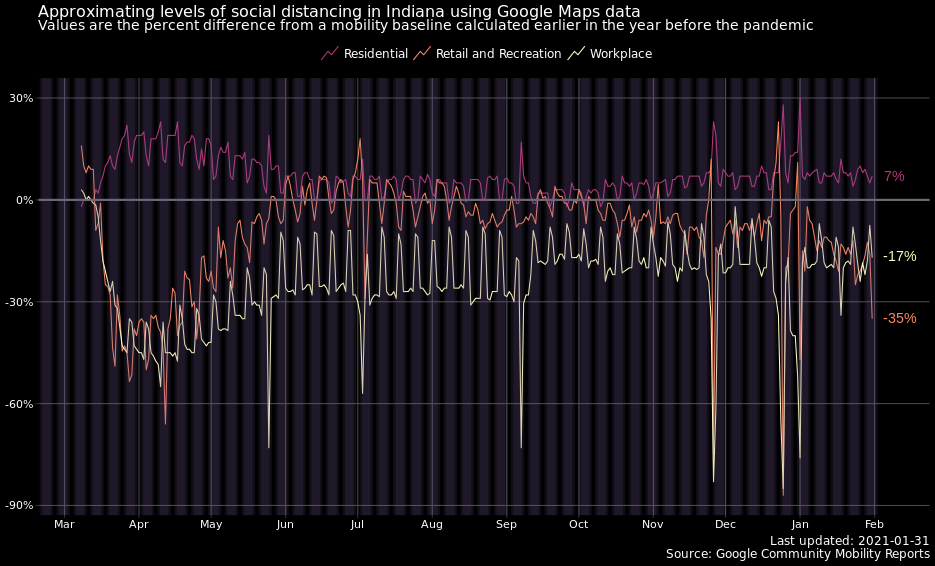 Approximating levels of social distancing in Indiana using Google Maps data
Values are the percent difference from a mobility baseline calculated earlier in the year before the pandemic
Residential Retail and Recreation Workplace
30%
0%
-30%
-60%
-90%
7%
-17%
-35%
Mar Apr May Jun Jul Aug Sep Oct Nov Dec Jan Feb
Last updated: 2021-01-31
Source: Google Community Mobility Reports